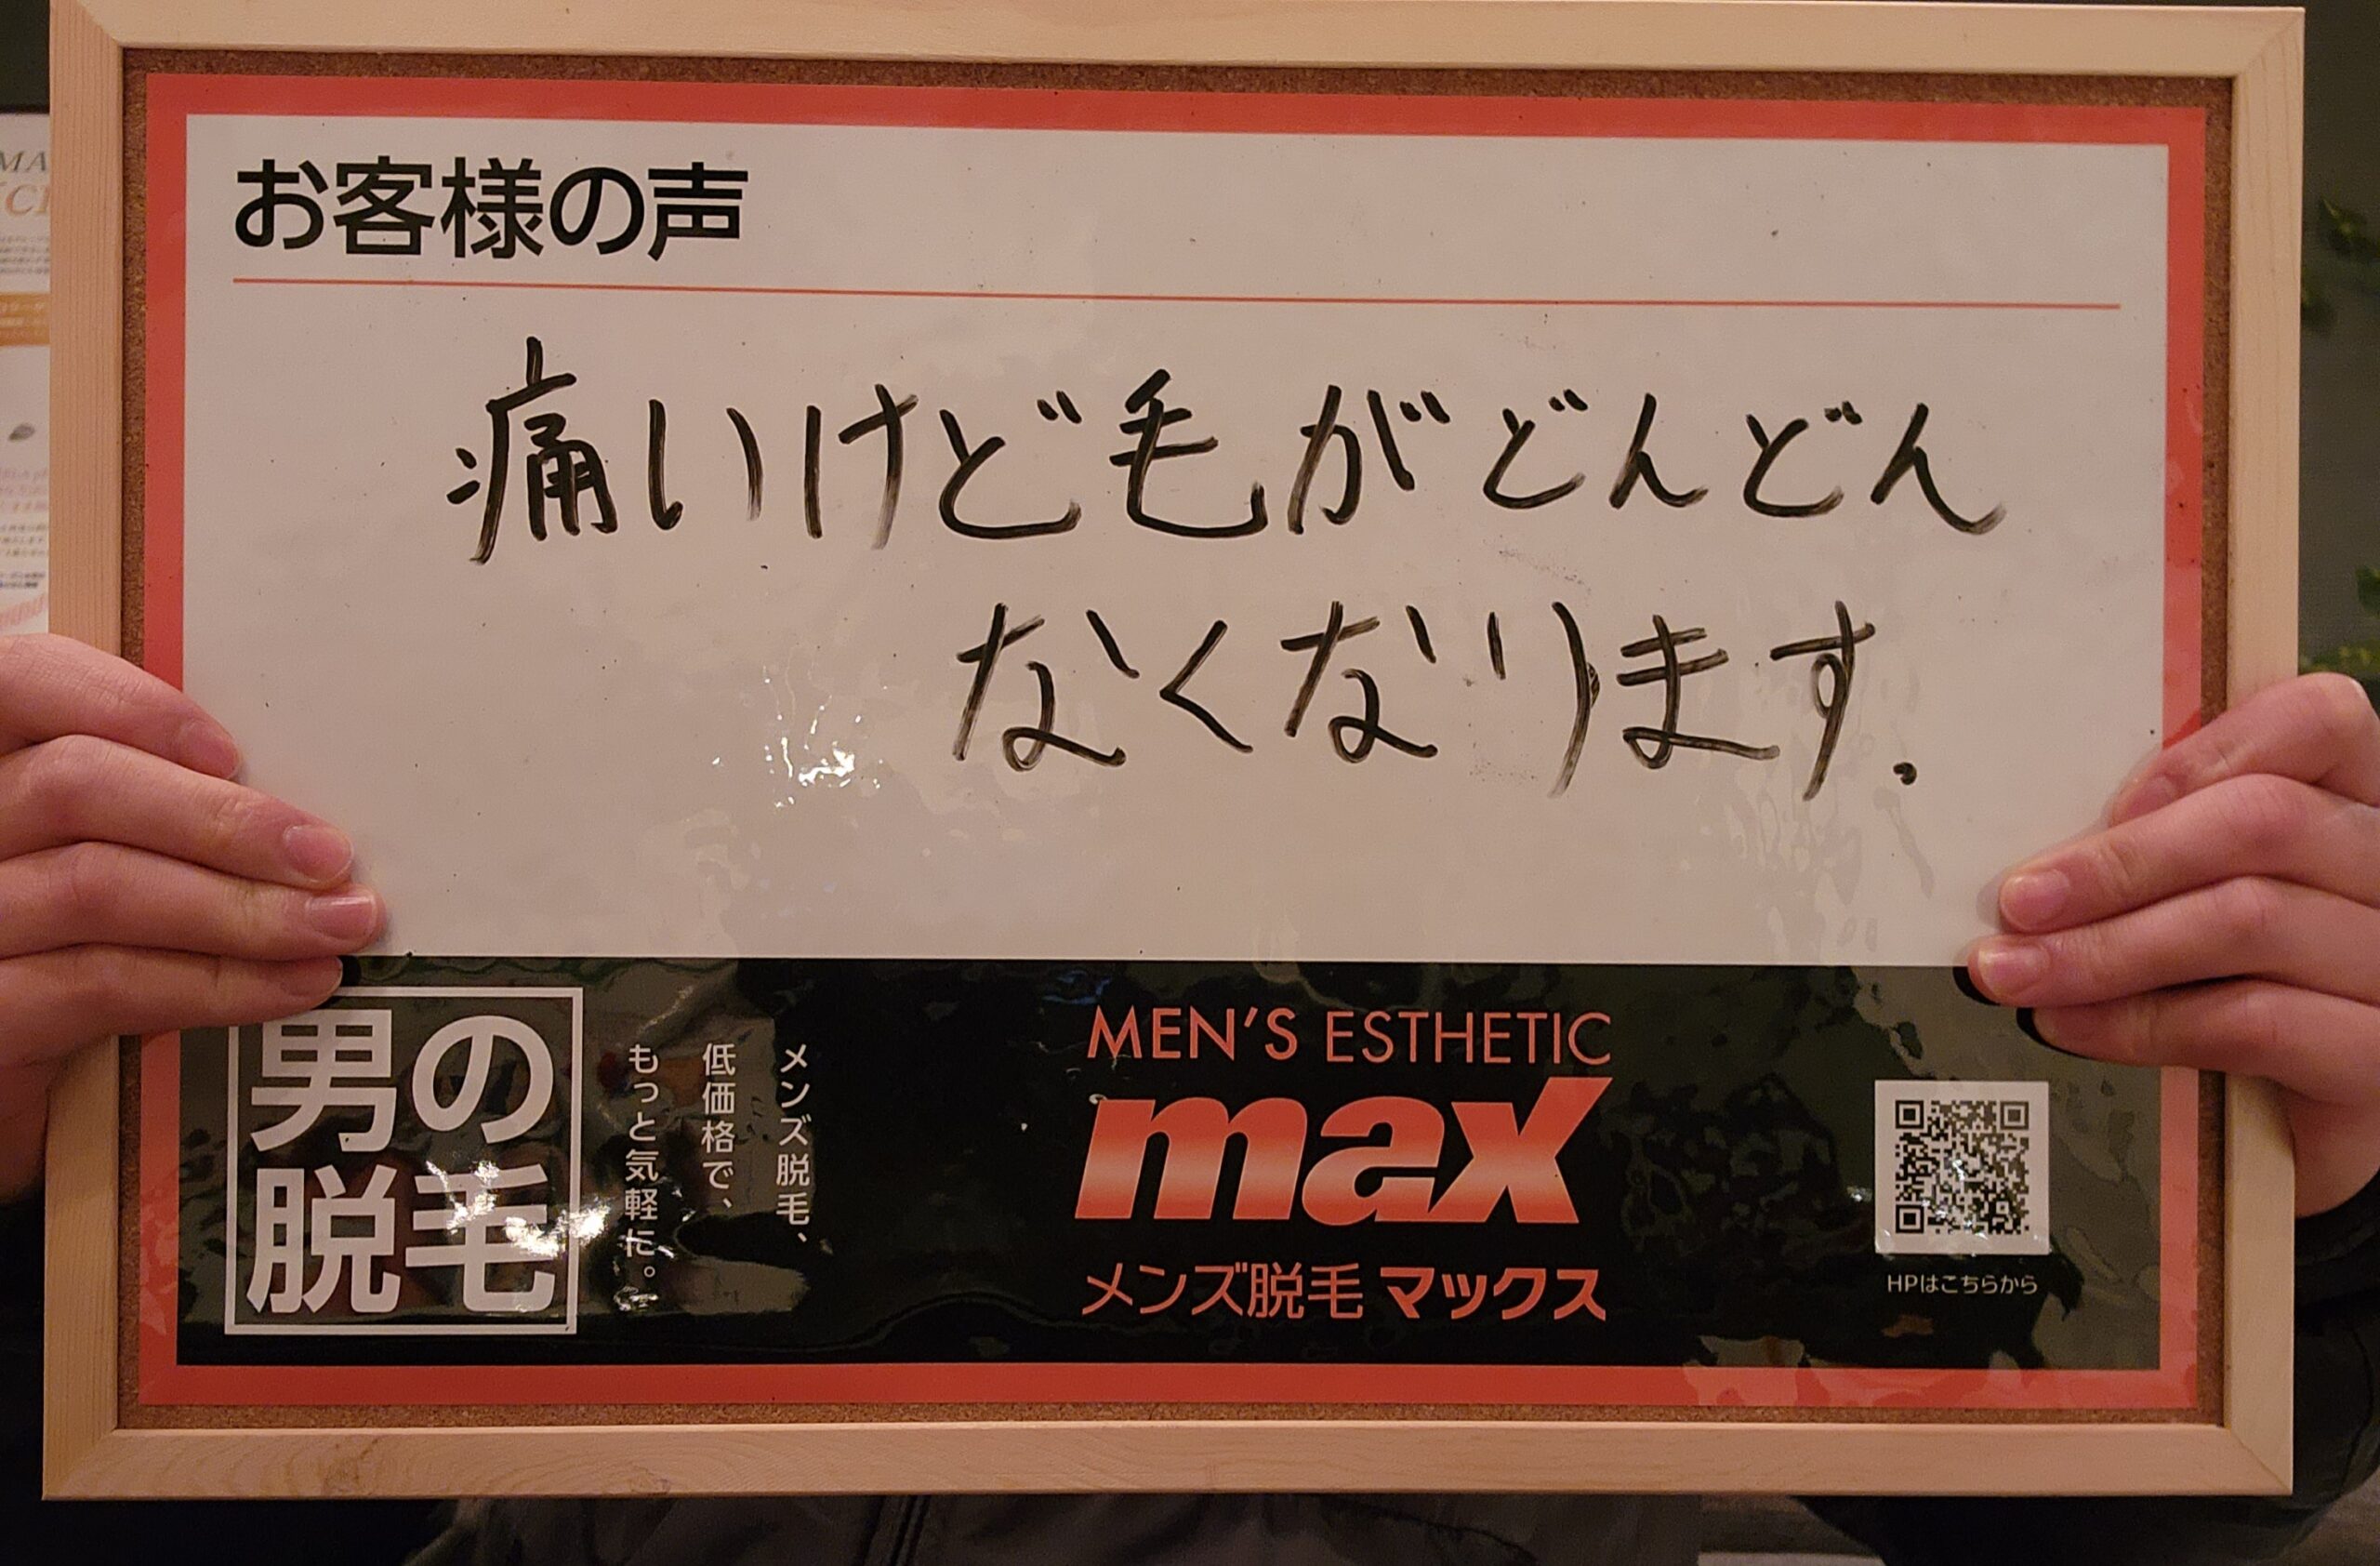 お客様の声
痛いけど毛がどんどん
なくなります.
男の
脱毛
メンズ脱毛、
低価格で、
もっと気軽に。
MEN'S ESTHETIC
max
メンズ脱毛 マックス
HPはこちらから